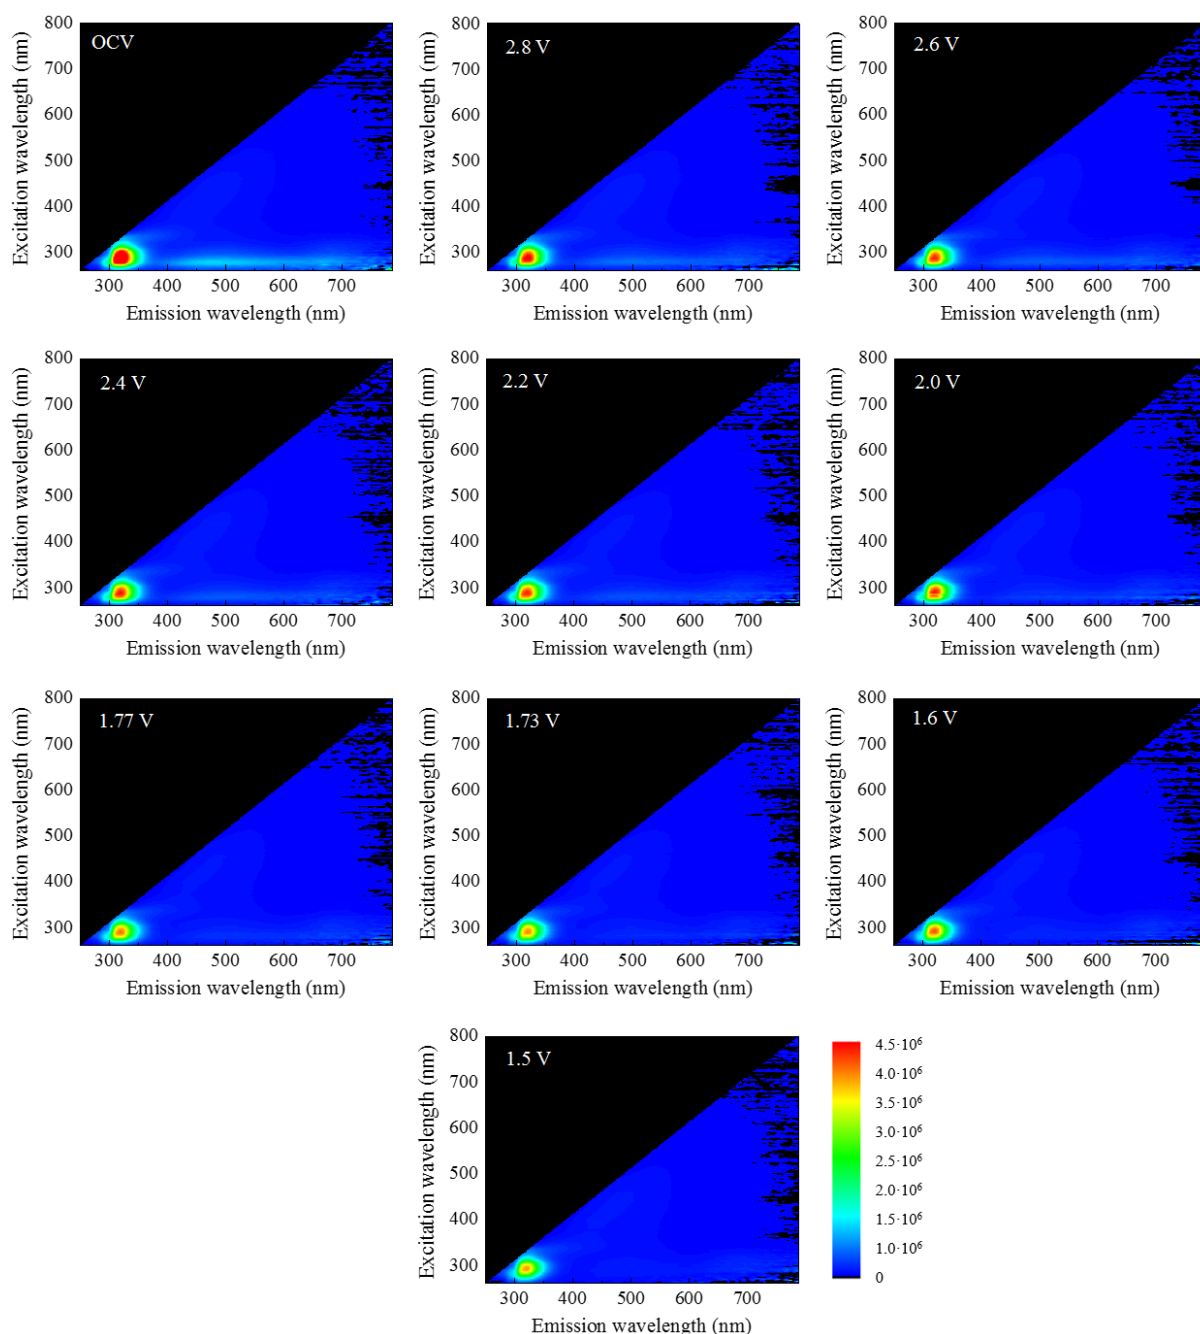 OCV
800
700
600
500
400
300
Excitation wavelength (nm)
300 400 500 600 700
Emission wavelength (nm)
2.8 V
800
700
600
500
400
300
Excitation wavelength (nm)
300 400 500 600 700
Emission wavelength (nm)
2.6 V
800
700
600
500
400
300
Excitation wavelength (nm)
300 400 500 600 700
Emission wavelength (nm)
2.4 V
800
700
600
500
400
300
Excitation wavelength (nm)
300 400 500 600 700
Emission wavelength (nm)
2.2 V
800
700
600
500
400
300
Excitation wavelength (nm)
300 400 500 600 700
Emission wavelength (nm)
2.0 V
800
700
600
500
400
300
Excitation wavelength (nm)
300 400 500 600 700
Emission wavelength (nm)
1.77 V
800
700
600
500
400
300
Excitation wavelength (nm)
300 400 500 600 700
Emission wavelength (nm)
1.73 V
800
700
600
500
400
300
Excitation wavelength (nm)
300 400 500 600 700
Emission wavelength (nm)
1.6 V
800
700
600
500
400
300
Excitation wavelength (nm)
300 400 500 600 700
Emission wavelength (nm)
1.5 V
800
700
600
500
400
300
Excitation wavelength (nm)
300 400 500 600 700
Emission wavelength (nm)
4.5·10⁶
4.0·10⁶
3.5·10⁶
3.0·10⁶
2.5·10⁶
2.0·10⁶
1.5·10⁶
1.0·10⁶
0